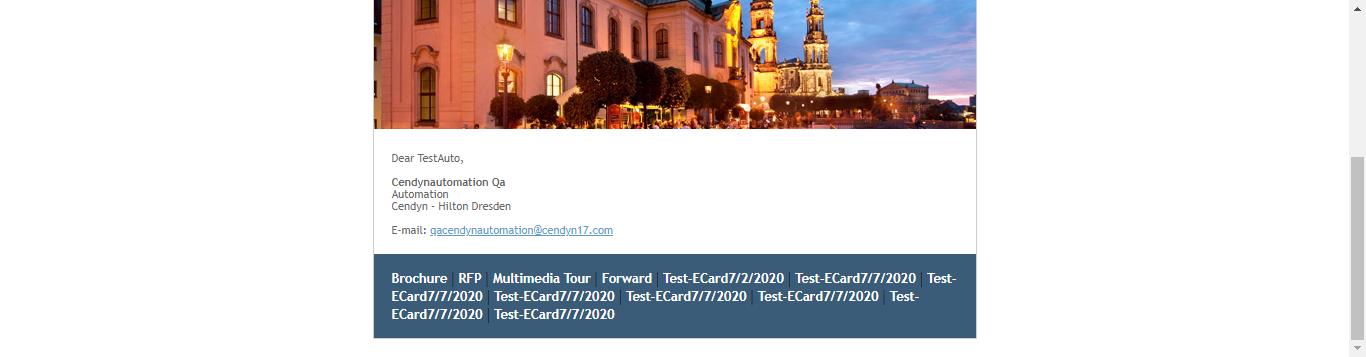 Dear TestAuto,
Cendynautomation Qa
Automation
Cendyn - Hilton Dresden
E-mail: qacendynautomation@cendyn17.com
Brochure | RFP | Multimedia Tour | Forward | Test-ECard7/2/2020 | Test-ECard7/7/2020 | Test-
ECard7/7/2020 | Test-ECard7/7/2020 | Test-ECard7/7/2020 | Test-ECard7/7/2020 | Test-
ECard7/7/2020 | Test-ECard7/7/2020